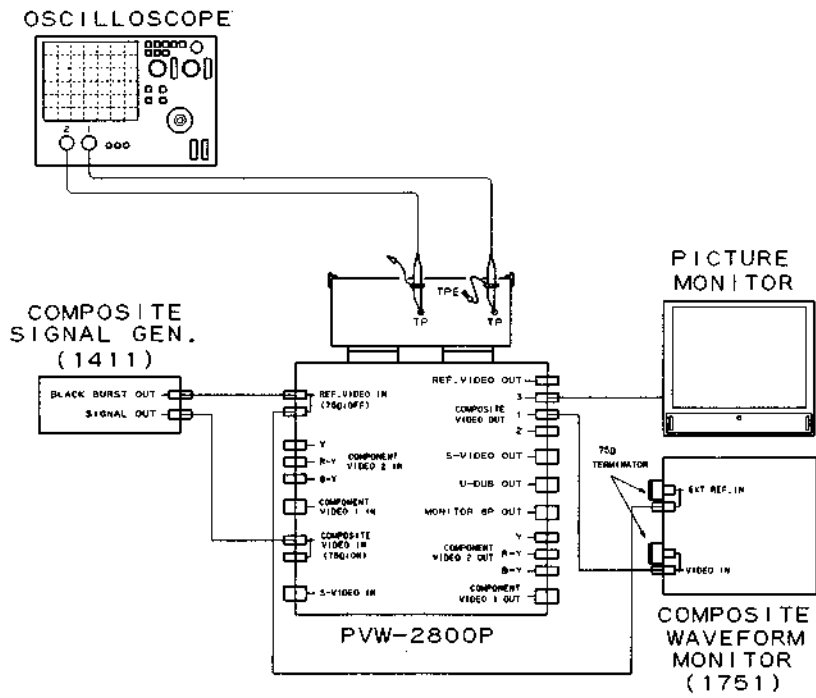 OSCILLOSCOPE
2 1
TPE
TP
TP
PICTURE
MONITOR
COMPOSITE
SIGNAL GEN.
(1411)
BLACK BURST OUT
SIGNAL OUT
REF.VIDEO IN
(75Ω:OFF)
Y
R-Y
B-Y
COMPONENT
VIDEO 2 IN
COMPONENT
VIDEO 1 IN
COMPOSITE
VIDEO IN
(75Ω:ON)
S-VIDEO IN
REF.VIDEO OUT
3
COMPOSITE
VIDEO OUT
1
2
S-VIDEO OUT
U-DUB OUT
MONITOR 8P OUT
Y
COMPONENT
VIDEO 2 OUT
R-Y
B-Y
COMPONENT
VIDEO 1 OUT
PVW-2800P
75Ω
TERMINATOR
EXT REF.IN
VIDEO IN
COMPOSITE
WAVEFORM
MONITOR
(1751)